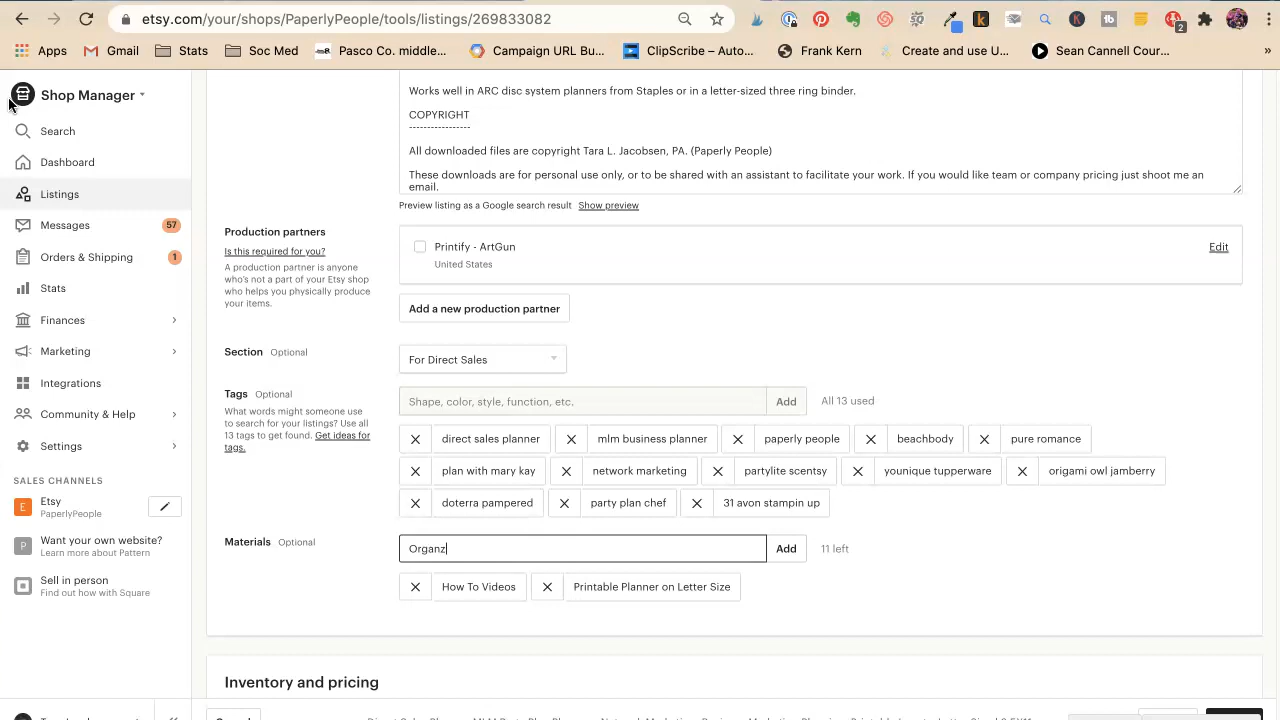 etsy.com/your/shops/PaperlyPeople/tools/listings/269833082
2
Apps
Gmail
Stats
Soc Med
Pasco Co. middle...
Campaign URL Bu...
ClipScribe – Auto...
Frank Kern
Create and use U...
Sean Cannell Cour...
»
Shop Manager
Search
Dashboard
Listings
Messages
57
Orders & Shipping
1
Stats
Finances
Marketing
Integrations
Community & Help
Settings
SALES CHANNELS
E
Etsy
PaperlyPeople
P
Want your own website?
Learn more about Pattern
Sell in person
Find out how with Square
Works well in ARC disc system planners from Staples or in a letter-sized three ring binder.
COPYRIGHT
-----------------
All downloaded files are copyright Tara L. Jacobsen, PA. (Paperly People)
These downloads are for personal use only, or to be shared with an assistant to facilitate your work. If you would like team or company pricing just shoot me an
email.
Preview listing as a Google search result Show preview
Production partners
Is this required for you?
A production partner is anyone
who's not a part of your Etsy shop
who helps you physically produce
your items.
Printify - ArtGun
United States
Edit
Add a new production partner
Section Optional
For Direct Sales
Tags Optional
What words might someone use
to search for your listings? Use all
13 tags to get found. Get ideas for
tags.
Shape, color, style, function, etc.
Add
All 13 used
direct sales planner
mlm business planner
paperly people
beachbody
pure romance
plan with mary kay
network marketing
partylite scentsy
younique tupperware
origami owl jamberry
doterra pampered
party plan chef
31 avon stampin up
Materials Optional
Organz
Add
11 left
How To Videos
Printable Planner on Letter Size
Inventory and pricing